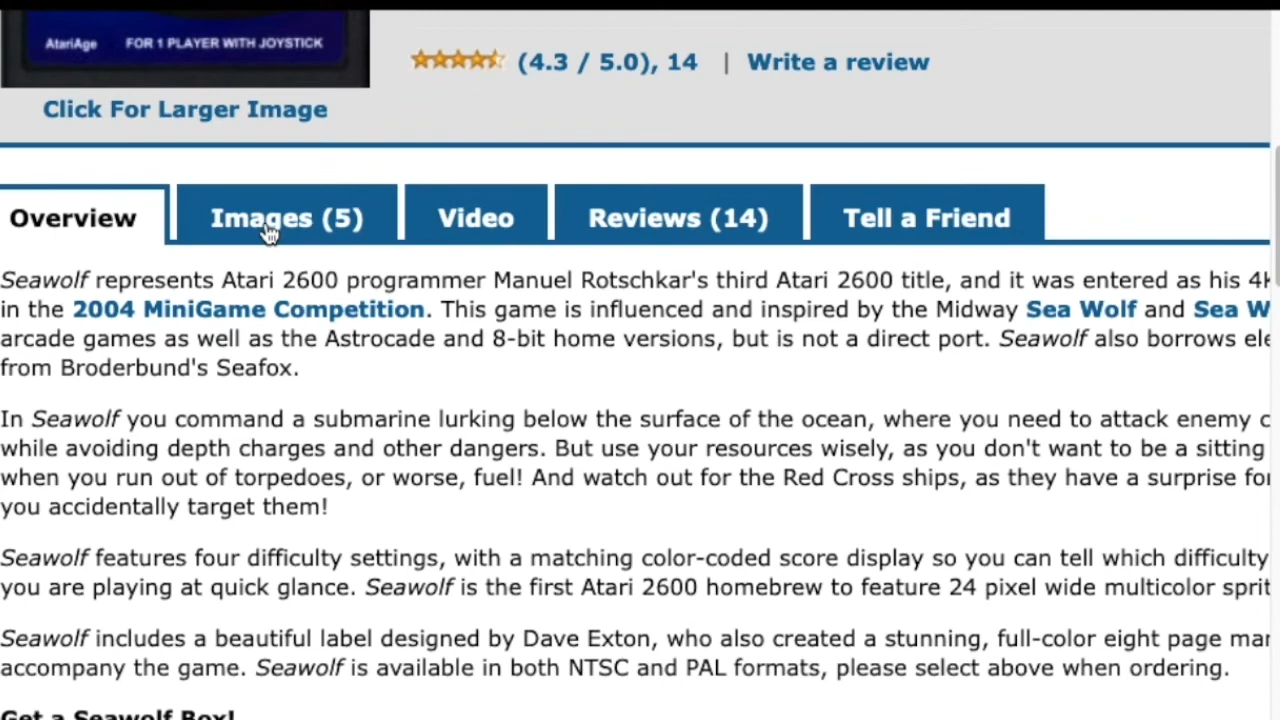 AtariAge FOR 1 PLAYER WITH JOYSTICK
(4.3 / 5.0), 14 | Write a review
Click For Larger Image
Overview Images (5) Video Reviews (14) Tell a Friend
Seawolf represents Atari 2600 programmer Manuel Rotschkar's third Atari 2600 title, and it was entered as his 4K
in the 2004 MiniGame Competition. This game is influenced and inspired by the Midway Sea Wolf and Sea W
arcade games as well as the Astrocade and 8-bit home versions, but is not a direct port. Seawolf also borrows ele
from Broderbund's Seafox.
In Seawolf you command a submarine lurking below the surface of the ocean, where you need to attack enemy c
while avoiding depth charges and other dangers. But use your resources wisely, as you don't want to be a sitting
when you run out of torpedoes, or worse, fuel! And watch out for the Red Cross ships, as they have a surprise for
you accidentally target them!
Seawolf features four difficulty settings, with a matching color-coded score display so you can tell which difficulty
you are playing at quick glance. Seawolf is the first Atari 2600 homebrew to feature 24 pixel wide multicolor sprit
Seawolf includes a beautiful label designed by Dave Exton, who also created a stunning, full-color eight page man
accompany the game. Seawolf is available in both NTSC and PAL formats, please select above when ordering.
Get a Seawolf Box!